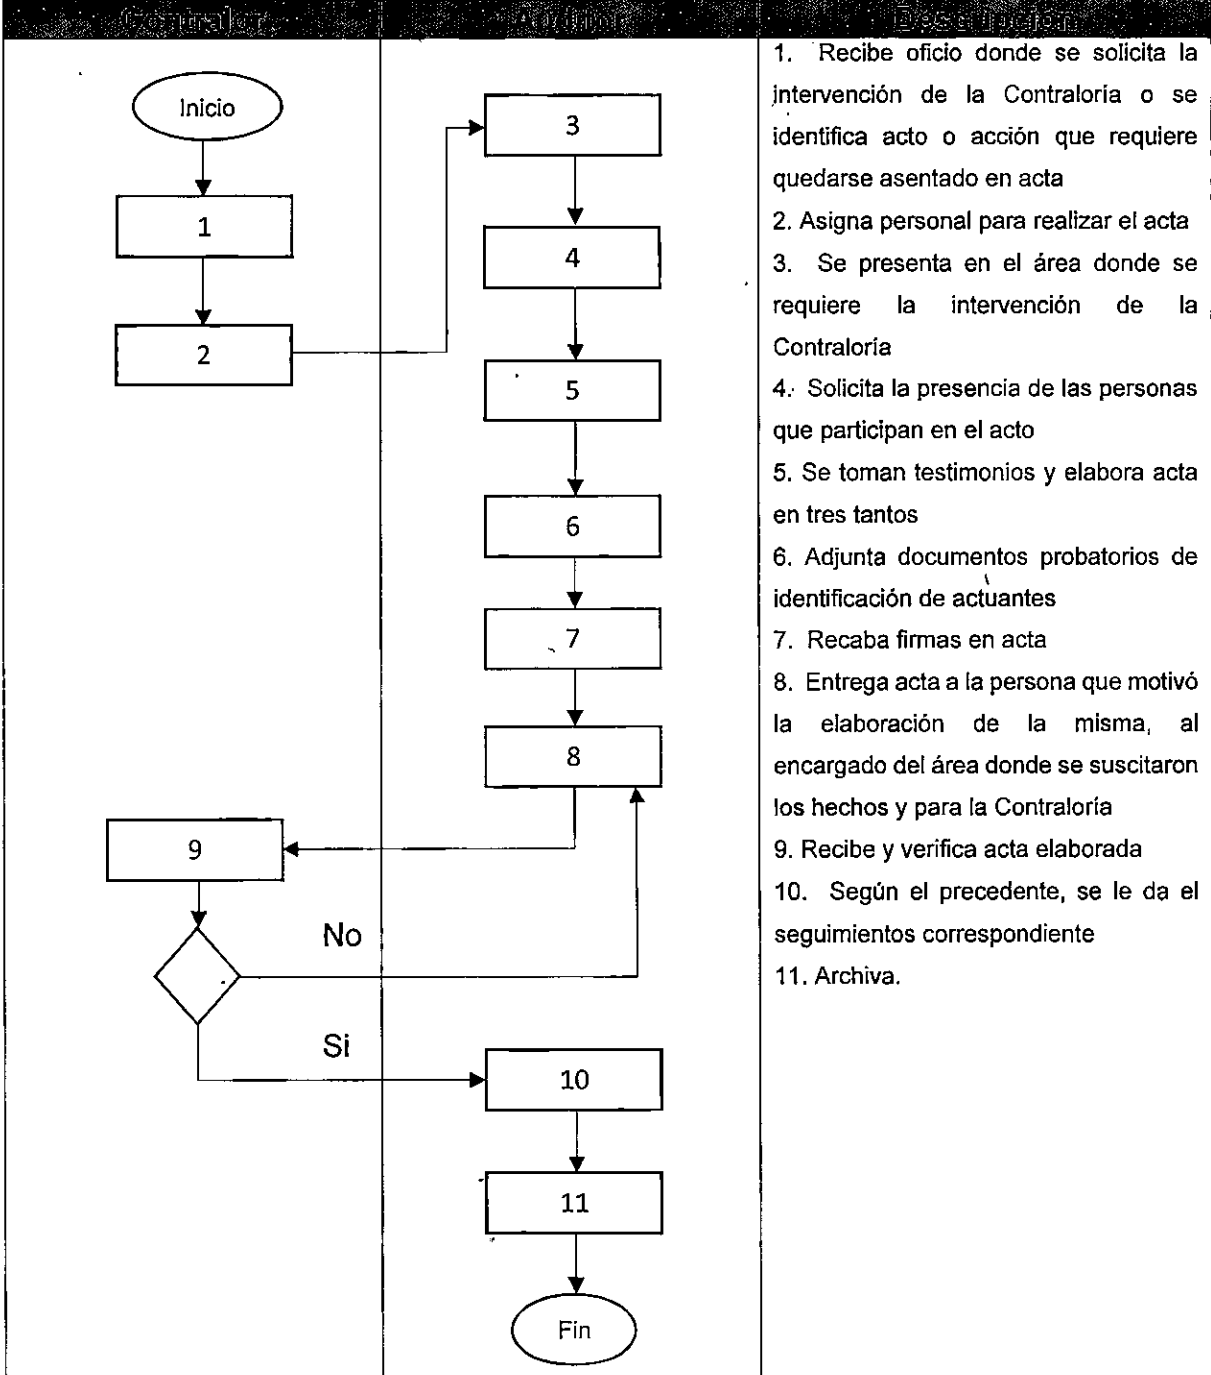 Contralor Auditor Descripción
Inicio
1
2
3
4
5
6
7
8
9
No
Si
10
11
Fin
1. Recibe oficio donde se solicita la
intervención de la Contraloría o se
identifica acto o acción que requiere
quedarse asentado en acta
2. Asigna personal para realizar el acta
3. Se presenta en el área donde se
requiere la intervención de la
Contraloría
4. Solicita la presencia de las personas
que participan en el acto
5. Se toman testimonios y elabora acta
en tres tantos
6. Adjunta documentos probatorios de
identificación de actuantes
7. Recaba firmas en acta
8. Entrega acta a la persona que motivó
la elaboración de la misma, al
encargado del área donde se suscitaron
los hechos y para la Contraloría
9. Recibe y verifica acta elaborada
10. Según el precedente, se le da el
seguimientos correspondiente
11. Archiva.